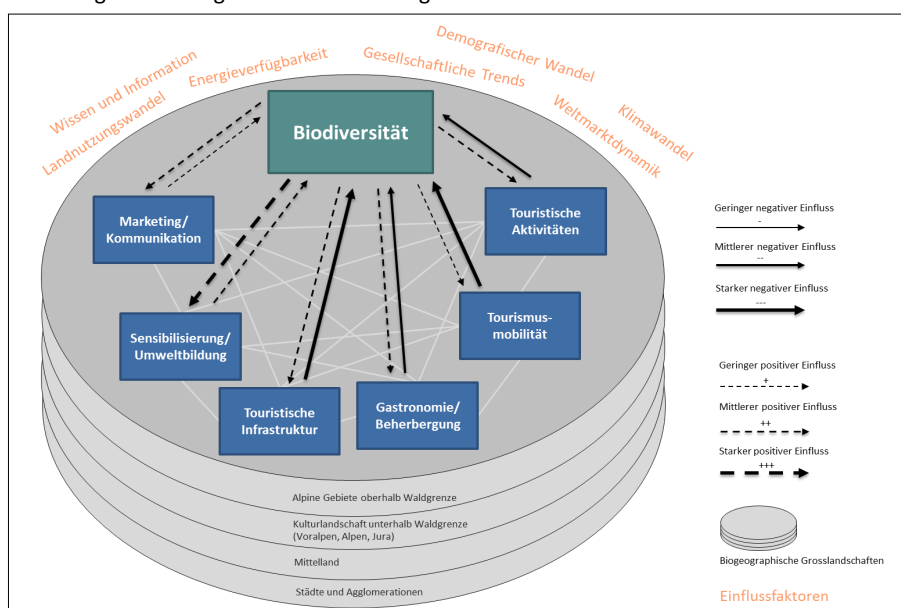 Demografischer Wandel
Energieverfügbarkeit
Gesellschaftliche Trends
Wissen und Information
Klimawandel
Landnutzungswandel
Weltmarktdynamik
Biodiversität
Marketing/
Kommunikation
Touristische
Aktivitäten
Sensibilisierung/
Umweltbildung
Tourismus-
mobilität
Touristische
Infrastruktur
Gastronomie/
Beherbergung
Alpine Gebiete oberhalb Waldgrenze
Kulturlandschaft unterhalb Waldgrenze
(Voralpen, Alpen, Jura)
Mittelland
Städte und Agglomerationen
Geringer negativer Einfluss
-
Mittlerer negativer Einfluss
--
Starker negativer Einfluss
---
Geringer positiver Einfluss
+
Mittlerer positiver Einfluss
++
Starker positiver Einfluss
+++
Biogeographische Grosslandschaften
Einflussfaktoren